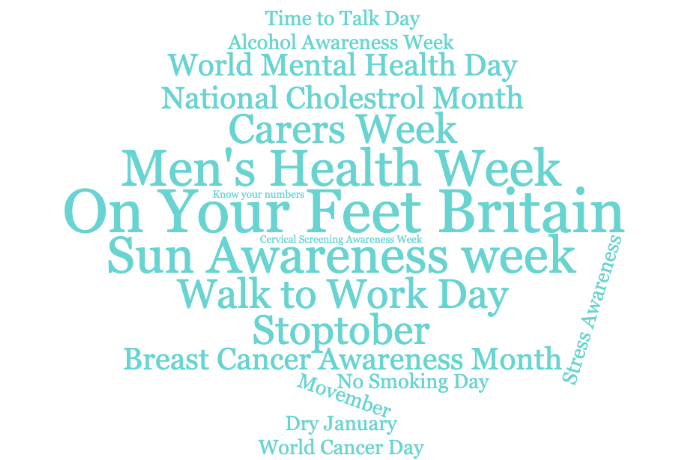 Time to Talk Day
Alcohol Awareness Week
World Mental Health Day
National Cholestrol Month
Carers Week
Men's Health Week
Know your numbers
On Your Feet Britain
Cervical Screening Awareness Week
Sun Awareness week
Stress Awareness
Walk to Work Day
Stoptober
Breast Cancer Awareness Month
No Smoking Day
Movember
Dry January
World Cancer Day